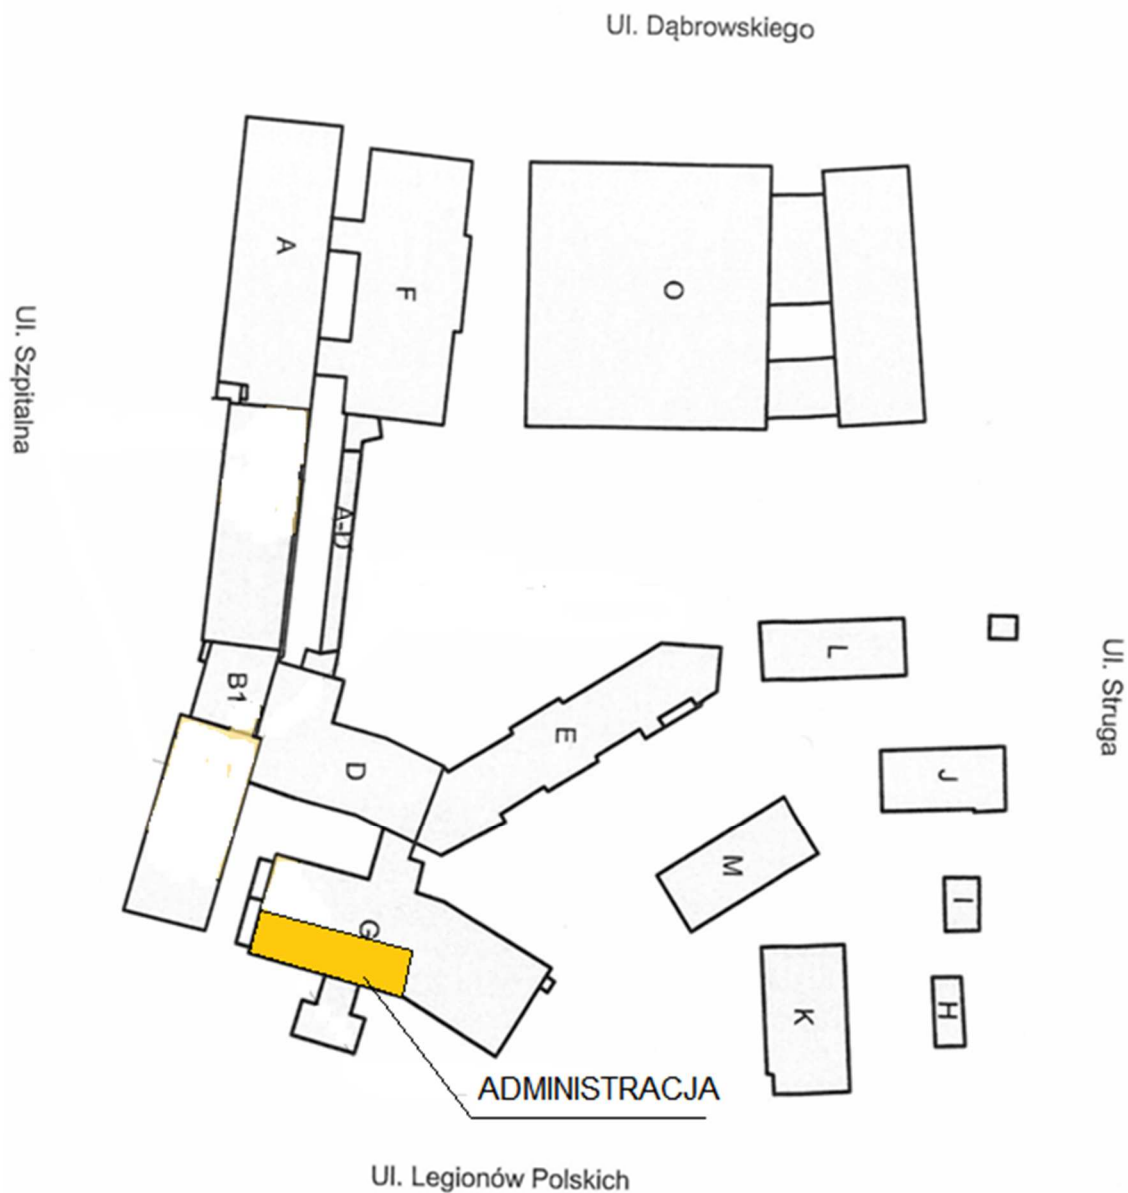 Ul. Dąbrowskiego
A
F
O
Ul. Szpitalna
A-D
L
B1
E
Ul. Struga
D
J
M
I
G
K
H
ADMINISTRACJA
Ul. Legionów Polskich